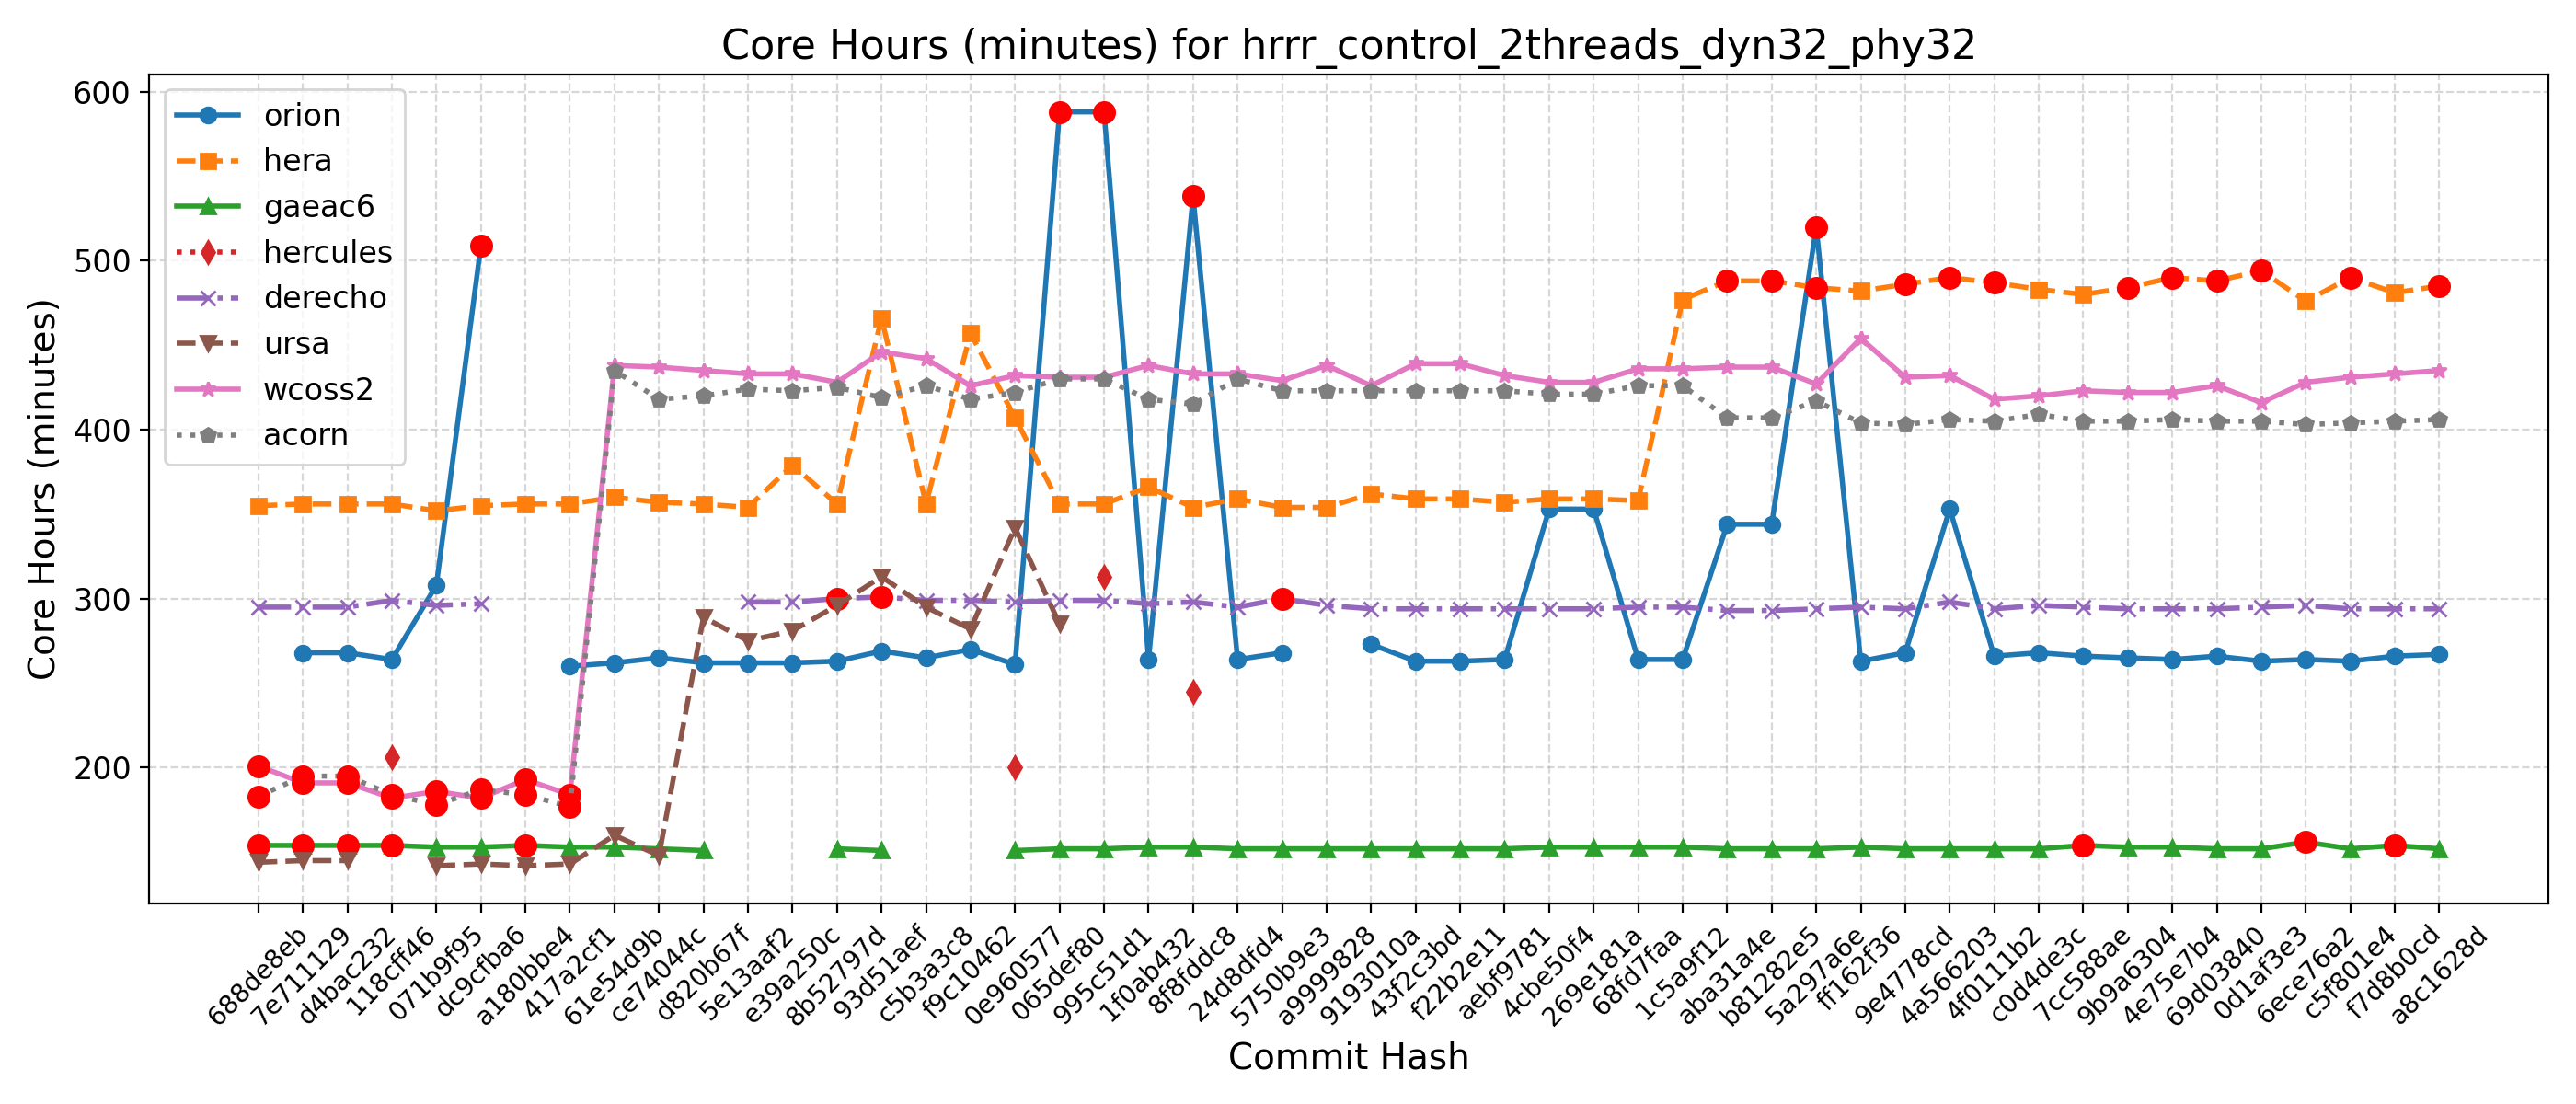 Core Hours (minutes) for hrrr_control_2threads_dyn32_phy32
Core Hours (minutes)
600
500
400
300
200
orion
hera
gaeac6
hercules
derecho
ursa
wcoss2
acorn
688de8eb
7e711129
d4bac232
118cff46
071b9f95
dc9cfba6
a180bbe4
417a2cf1
61e54d9b
ce74044c
d820b67f
5e13aaf2
e39a250c
8b52797d
93d51aef
c5b3a3c8
f9c10462
0e960577
065def80
995c51d1
1f0ab432
8f8fddc8
24d8dfd4
5750b9e3
a9999828
9193010a
43f2c3bd
f22b2e11
aebf9781
4cbe50f4
269e181a
68fd7faa
1c5a9f12
aba31a4e
b81282e5
5a297a6e
ff162f36
9e4778cd
4a566203
4f0111b2
c0d4de3c
7cc588ae
9b9a6304
4e75e7b4
69d03840
0d1af3e3
6ece76a2
c5f801e4
f7d8b0cd
a8c1628d
Commit Hash